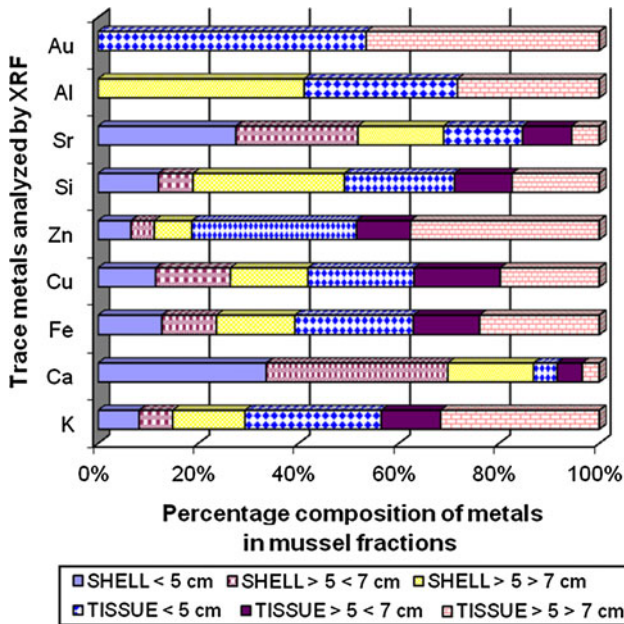 Trace metals analyzed by XRF
Au
Al
Sr
Si
Zn
Cu
Fe
Ca
K
0% 20% 40% 60% 80% 100%
Percentage composition of metals
in mussel fractions
SHELL < 5 cm SHELL > 5 < 7 cm SHELL > 5 > 7 cm
TISSUE < 5 cm TISSUE > 5 < 7 cm TISSUE > 5 > 7 cm